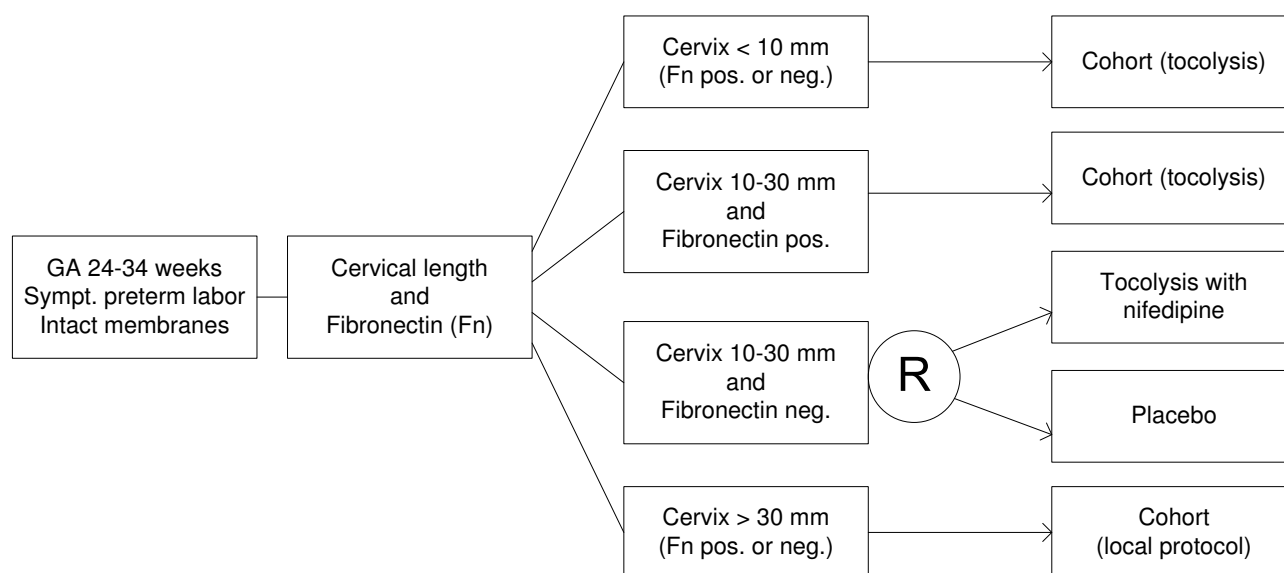 GA 24-34 weeks
Sympt. preterm labor
Intact membranes
Cervical length
and
Fibronectin (Fn)
Cervix < 10 mm
(Fn pos. or neg.)
Cohort (tocolysis)
Cervix 10-30 mm
and
Fibronectin pos.
Cohort (tocolysis)
Cervix 10-30 mm
and
Fibronectin neg.
R
Tocolysis with
nifedipine
Placebo
Cervix > 30 mm
(Fn pos. or neg.)
Cohort
(local protocol)